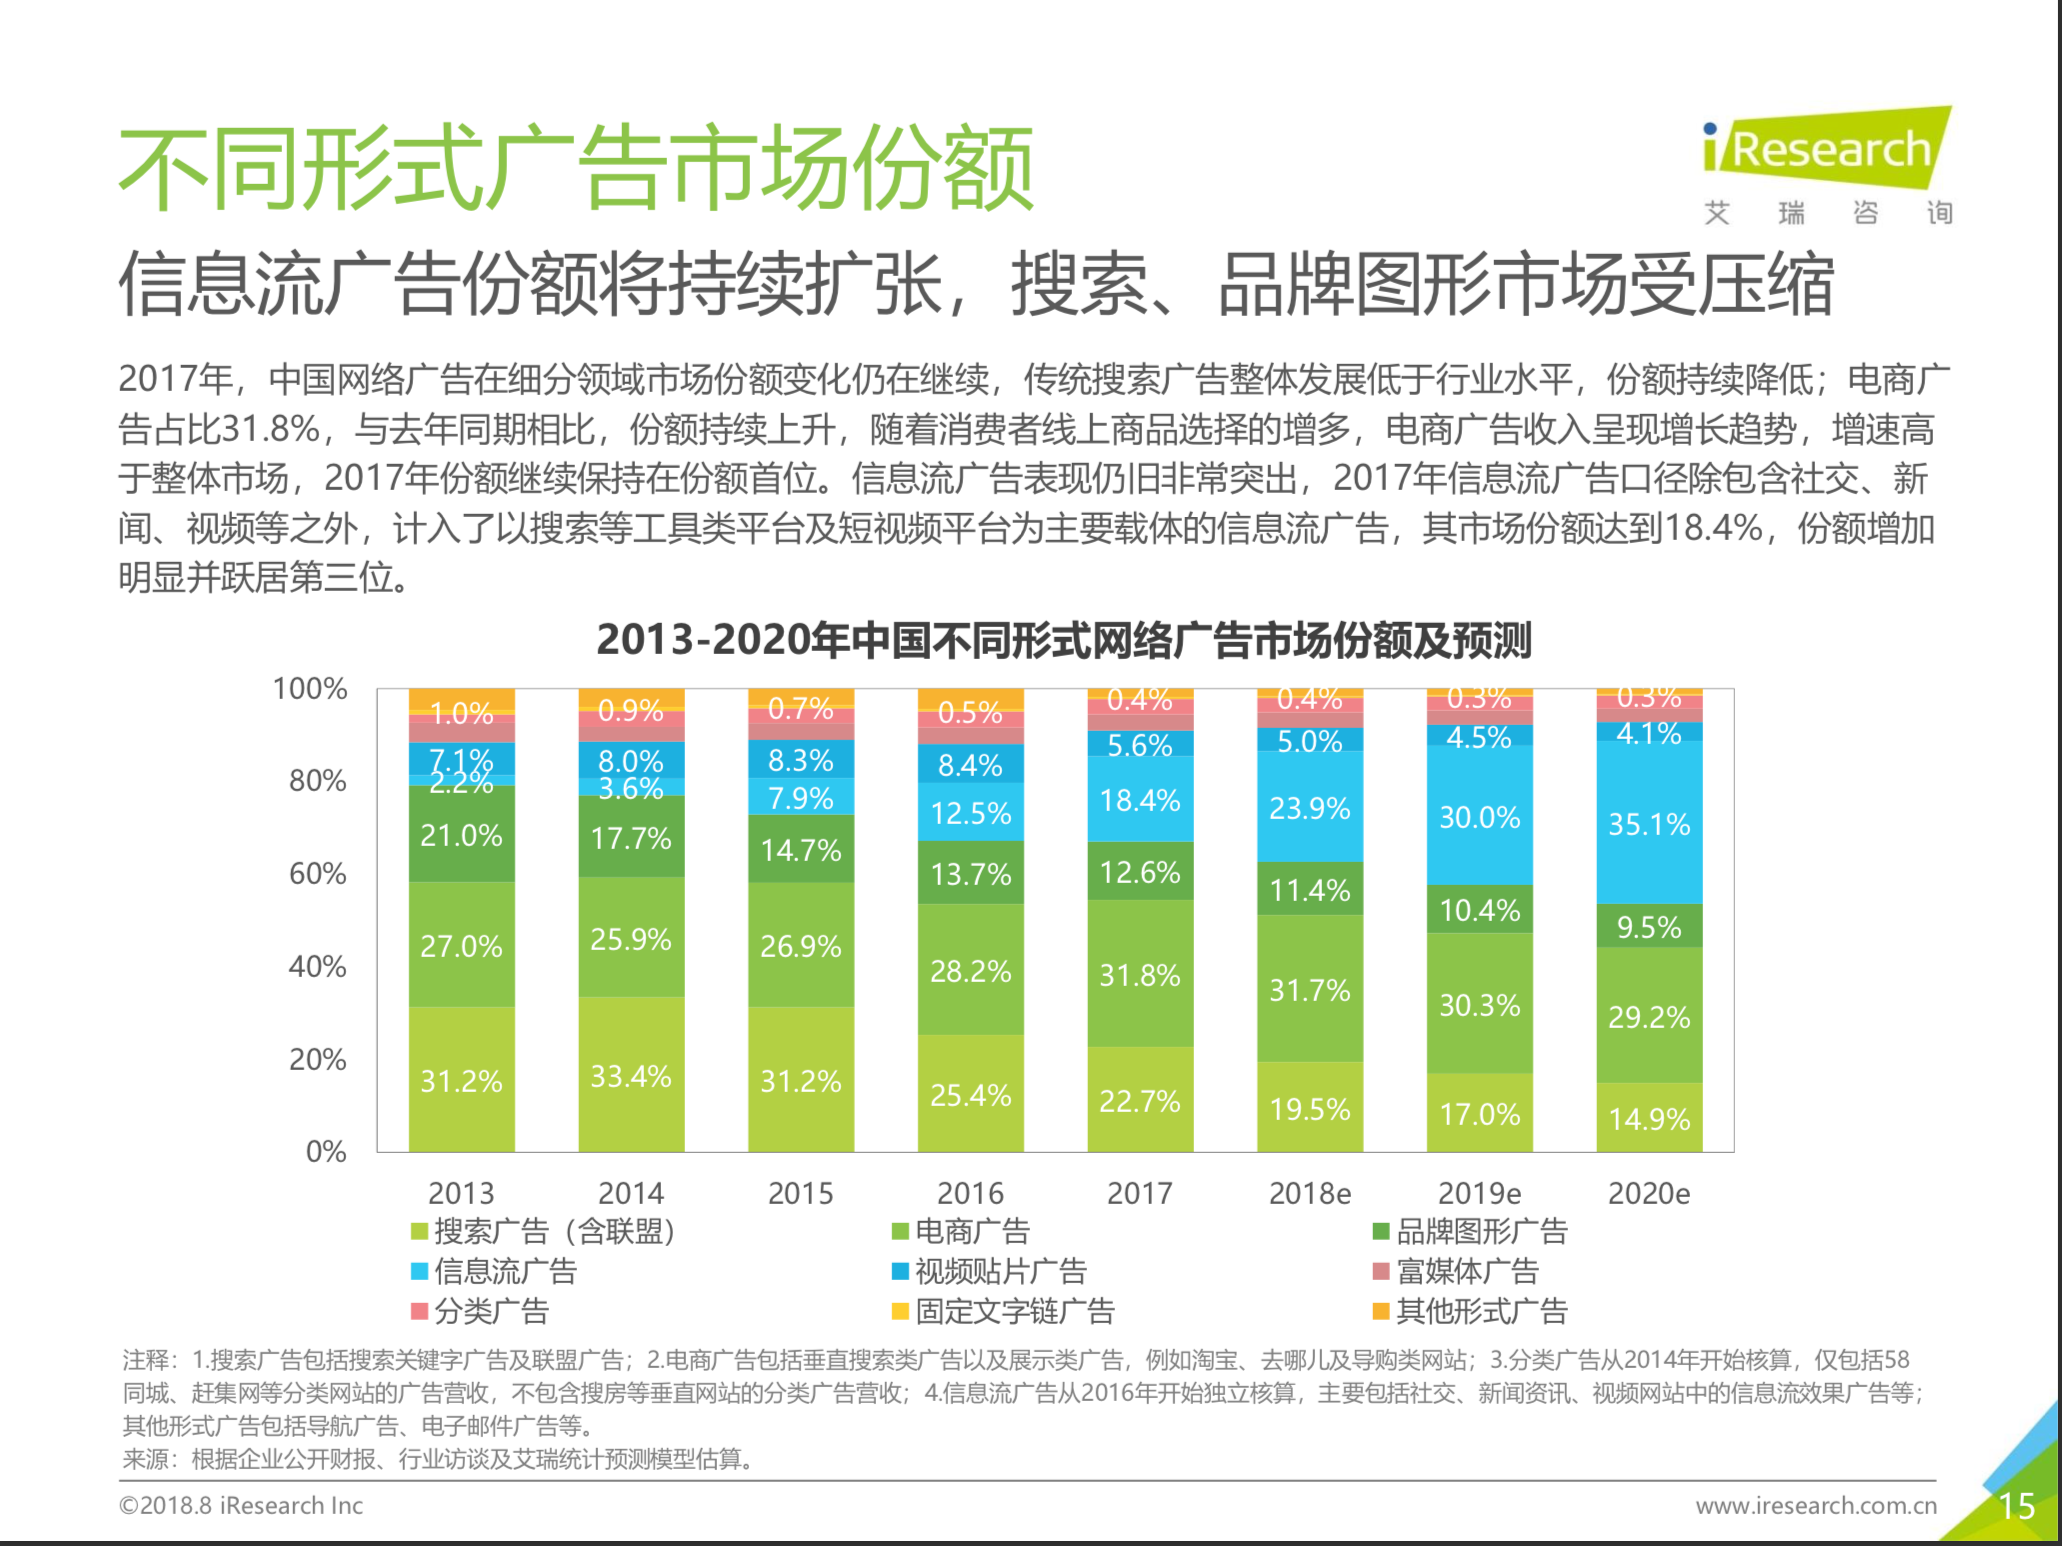 不同形式广告市场份额
iResearch
艾瑞咨询
信息流广告份额将持续扩张，搜索、品牌图形市场受压缩
2017年，中国网络广告在细分领域市场份额变化仍在继续，传统搜索广告整体发展低于行业水平，份额持续降低；电商广
告占比31.8%，与去年同期相比，份额持续上升，随着消费者线上商品选择的增多，电商广告收入呈现增长趋势，增速高
于整体市场，2017年份额继续保持在份额首位。信息流广告表现仍旧非常突出，2017年信息流广告口径除包含社交、新
闻、视频等之外，计入了以搜索等工具类平台及短视频平台为主要载体的信息流广告，其市场份额达到18.4%，份额增加
明显并跃居第三位。
2013-2020年中国不同形式网络广告市场份额及预测
100%
80%
60%
40%
20%
0%
1.0% 0.9% 0.7% 0.5% 0.4% 0.4% 0.3% 0.3%
7.1% 8.0% 8.3% 8.4% 5.6% 5.0% 4.5% 4.1%
2.2% 3.6% 7.9% 12.5% 18.4% 23.9% 30.0% 35.1%
21.0% 17.7% 14.7% 13.7% 12.6% 11.4% 10.4% 9.5%
27.0% 25.9% 26.9% 28.2% 31.8% 31.7% 30.3% 29.2%
31.2% 33.4% 31.2% 25.4% 22.7% 19.5% 17.0% 14.9%
2013 2014 2015 2016 2017 2018e 2019e 2020e
搜索广告（含联盟） 电商广告 品牌图形广告
信息流广告 视频贴片广告 富媒体广告
分类广告 固定文字链广告 其他形式广告
注释：1.搜索广告包括搜索关键字广告及联盟广告；2.电商广告包括垂直搜索类广告以及展示类广告，例如淘宝、去哪儿及导购类网站；3.分类广告从2014年开始核算，仅包括58
同城、赶集网等分类网站的广告营收，不包含搜房等垂直网站的分类广告营收；4.信息流广告从2016年开始独立核算，主要包括社交、新闻资讯、视频网站中的信息流效果广告等；
其他形式广告包括导航广告、电子邮件广告等。
来源：根据企业公开财报、行业访谈及艾瑞统计预测模型估算。
©2018.8 iResearch Inc
www.iresearch.com.cn
15